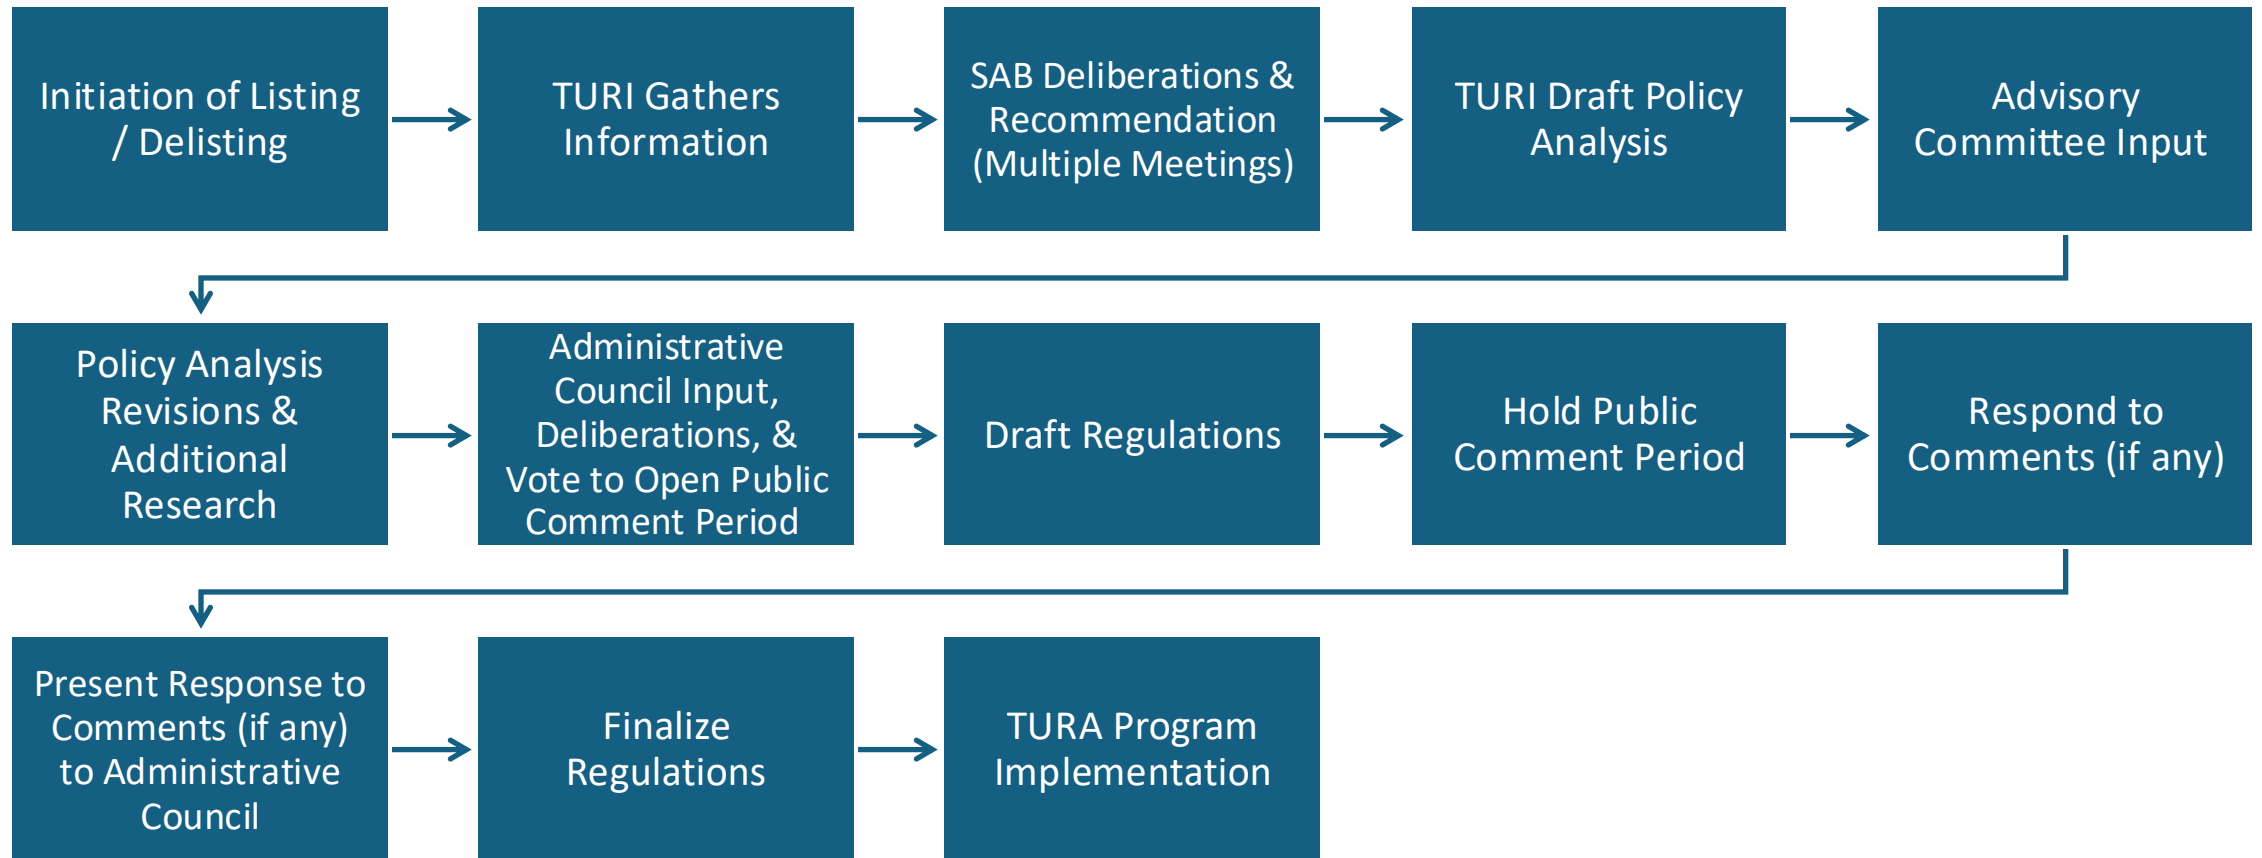 Initiation of Listing
/ Delisting
TURI Gathers
Information
SAB Deliberations &
Recommendation
(Multiple Meetings)
TURI Draft Policy
Analysis
Advisory
Committee Input
Policy Analysis
Revisions &
Additional
Research
Administrative
Council Input,
Deliberations, &
Vote to Open Public
Comment Period
Draft Regulations
Hold Public
Comment Period
Respond to
Comments (if any)
Present Response to
Comments (if any)
to Administrative
Council
Finalize
Regulations
TURA Program
Implementation